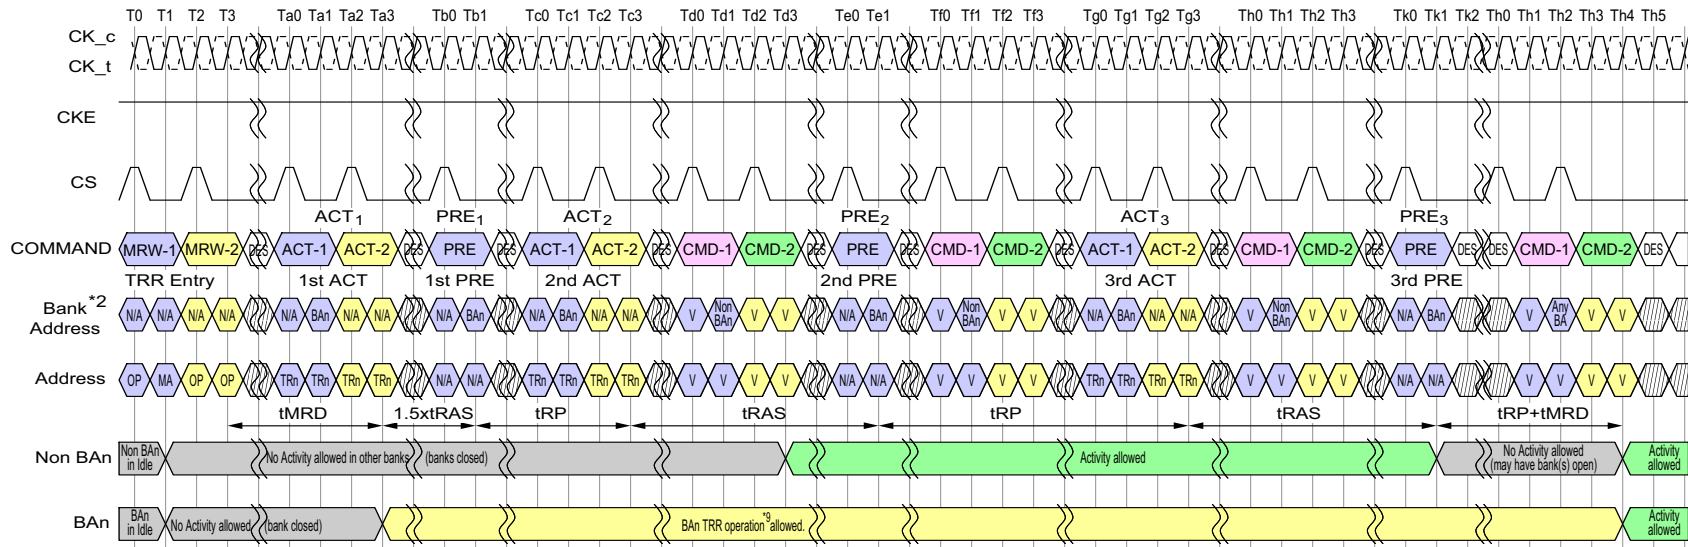 T0 T1 T2 T3 Ta0 Ta1 Ta2 Ta3 Tb0 Tb1 Tc0 Tc1 Tc2 Tc3 Td0 Td1 Td2 Td3 Te0 Te1 Tf0 Tf1 Tf2 Tf3 Tg0 Tg1 Tg2 Tg3 Th0 Th1 Th2 Th3 Tk0 Tk1 Tk2 Th0 Th1 Th2 Th3 Th4 Th5
CK_c
CK_t
CKE
CS
ACT1 PRE1 ACT2 PRE2 ACT3 PRE3
COMMAND MRW-1 MRW-2 DES ACT-1 ACT-2 DES PRE DES ACT-1 ACT-2 DES CMD-1 CMD-2 DES PRE DES CMD-1 CMD-2 DES ACT-1 ACT-2 DES CMD-1 CMD-2 DES PRE DES DES CMD-1 CMD-2 DES
TRR Entry 1st ACT 1st PRE 2nd ACT 2nd PRE 3rd ACT 3rd PRE
Bank*2
Address
N/A N/A N/A N/A N/A BAn N/A N/A N/A BAn N/A BAn N/A N/A V Non BAn V V N/A BAn V Non BAn V V N/A BAn N/A N/A V Non BAn V V N/A BAn V Any BA V V
Address OP MA OP OP TRn TRn TRn TRn N/A N/A TRn TRn TRn TRn V V V V N/A N/A V V V V TRn TRn TRn TRn V V V V N/A N/A V V V V
tMRD 1.5xtRAS tRP tRAS tRP tRAS tRP+tMRD
Non BAn
Non BAn
in Idle
No Activity allowed in other banks (banks closed)
Activity allowed
No Activity allowed
(may have bank(s) open)
Activity
allowed
BAn
BAn
in Idle
No Activity allowed (bank closed)
BAn TRR operation*9 allowed.
Activity
allowed